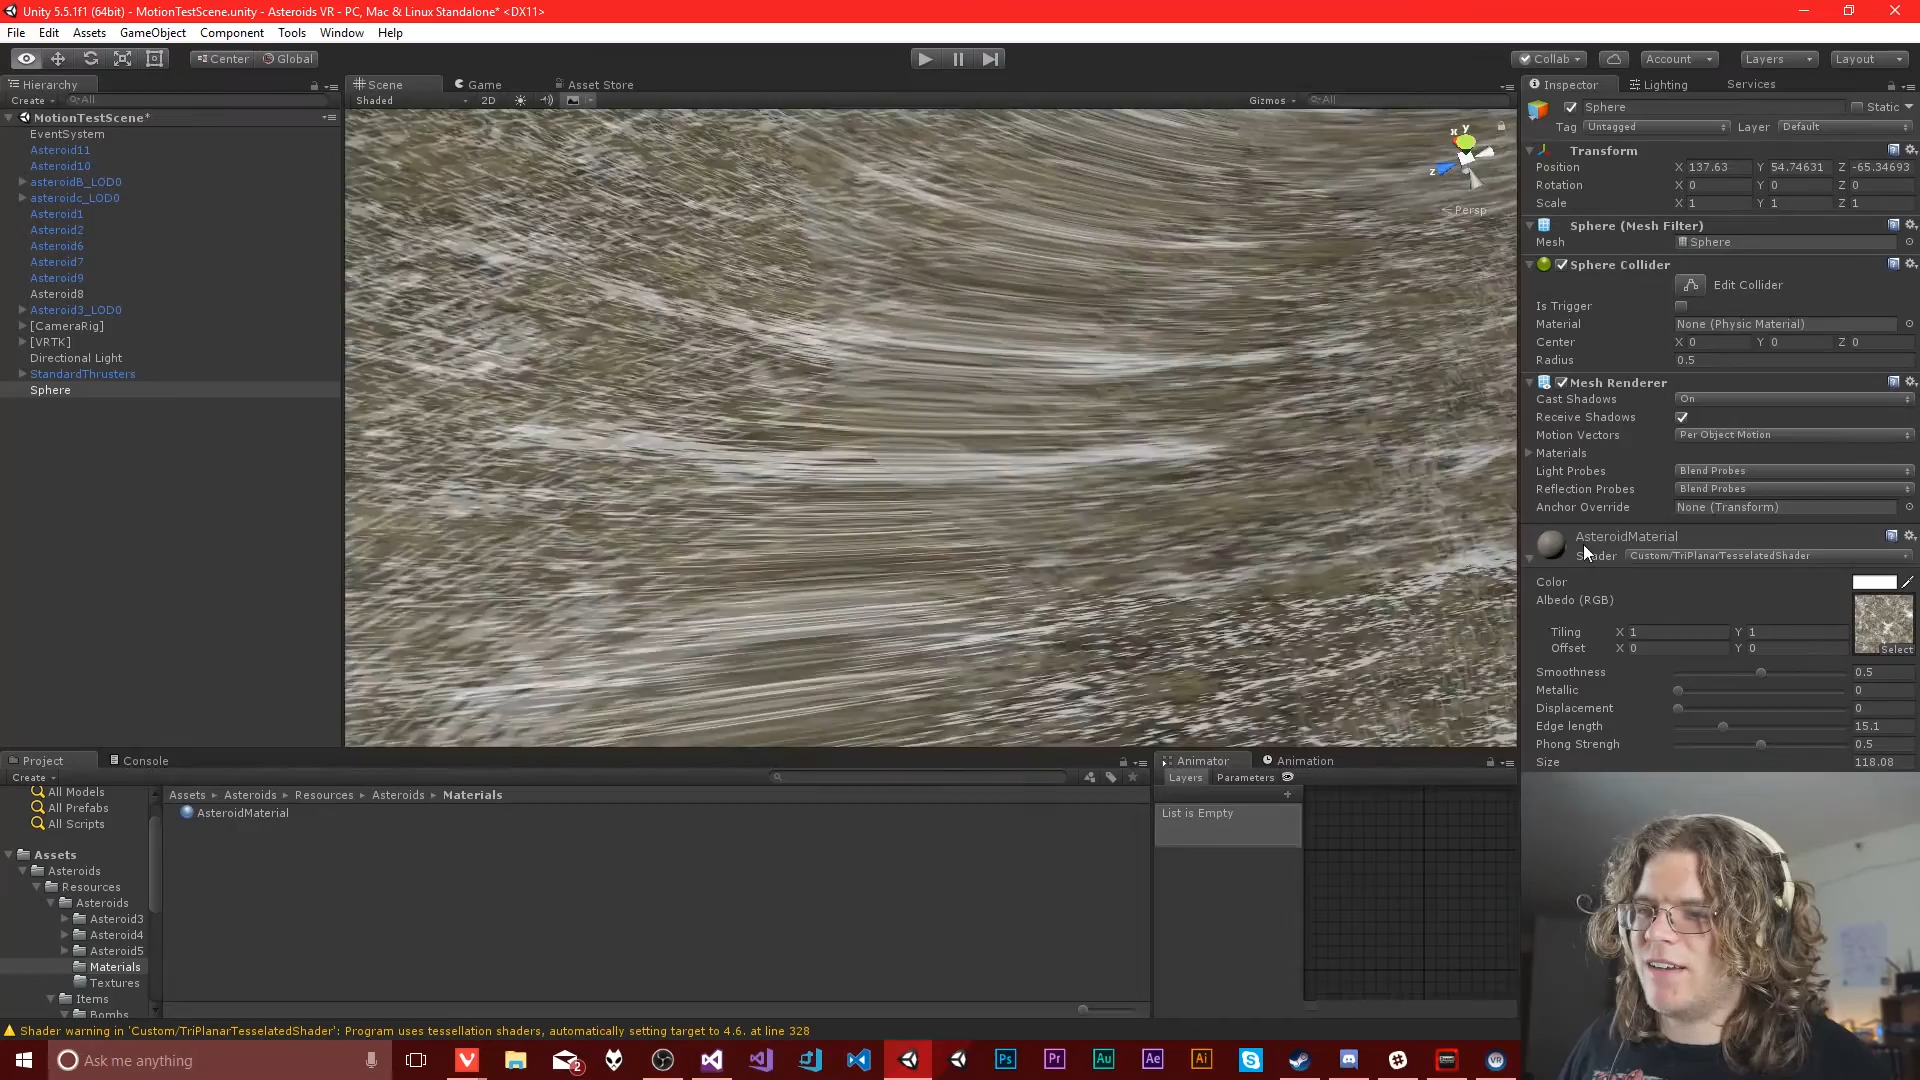 Unity 5.5.1f1 (64bit) - MotionTestScene.unity - Asteroids VR - PC, Mac & Linux Standalone* <DX11>
File Edit Assets GameObject Component Tools Window Help
Center Global Collab Account Layers Layout
Hierarchy
Create All
MotionTestScene*
EventSystem
Asteroid11
Asteroid10
asteroidB_LOD0
asteroidc_LOD0
Asteroid1
Asteroid2
Asteroid6
Asteroid7
Asteroid9
Asteroid8
Asteroid3_LOD0
[CameraRig]
[VRTK]
Directional Light
StandardThrusters
Sphere
Scene Game Asset Store
Shaded 2D Gizmos All
x y
z
Persp
Inspector Lighting Services
Sphere Static
Tag Untagged Layer Default
Transform
Position X 137.63 Y 54.74631 Z -65.34693
Rotation X 0 Y 0 Z 0
Scale X 1 Y 1 Z 1
Sphere (Mesh Filter)
Mesh Sphere
Sphere Collider
Edit Collider
Is Trigger
Material None (Physic Material)
Center X 0 Y 0 Z 0
Radius 0.5
Mesh Renderer
Cast Shadows On
Receive Shadows
Motion Vectors Per Object Motion
Materials
Light Probes Blend Probes
Reflection Probes Blend Probes
Anchor Override None (Transform)
AsteroidMaterial
Shader Custom/TriPlanarTesselatedShader
Color
Albedo (RGB)
Tiling X 1 Y 1
Offset X 0 Y 0
Select
Smoothness 0.5
Metallic 0
Displacement 0
Edge length 15.1
Phong Strengh 0.5
Size 118.08
Project Console
Create
All Models
All Prefabs
All Scripts
Assets
Asteroids
Resources
Asteroids
Asteroid3
Asteroid4
Asteroid5
Materials
Textures
Items
Bombs
Assets Asteroids Resources Asteroids Materials
AsteroidMaterial
Animator Animation
Layers Parameters
List is Empty
Shader warning in 'Custom/TriPlanarTesselatedShader': Program uses tessellation shaders, automatically setting target to 4.6. at line 328
Ask me anything
2
Ps
Pr
Au
Ae
Ai